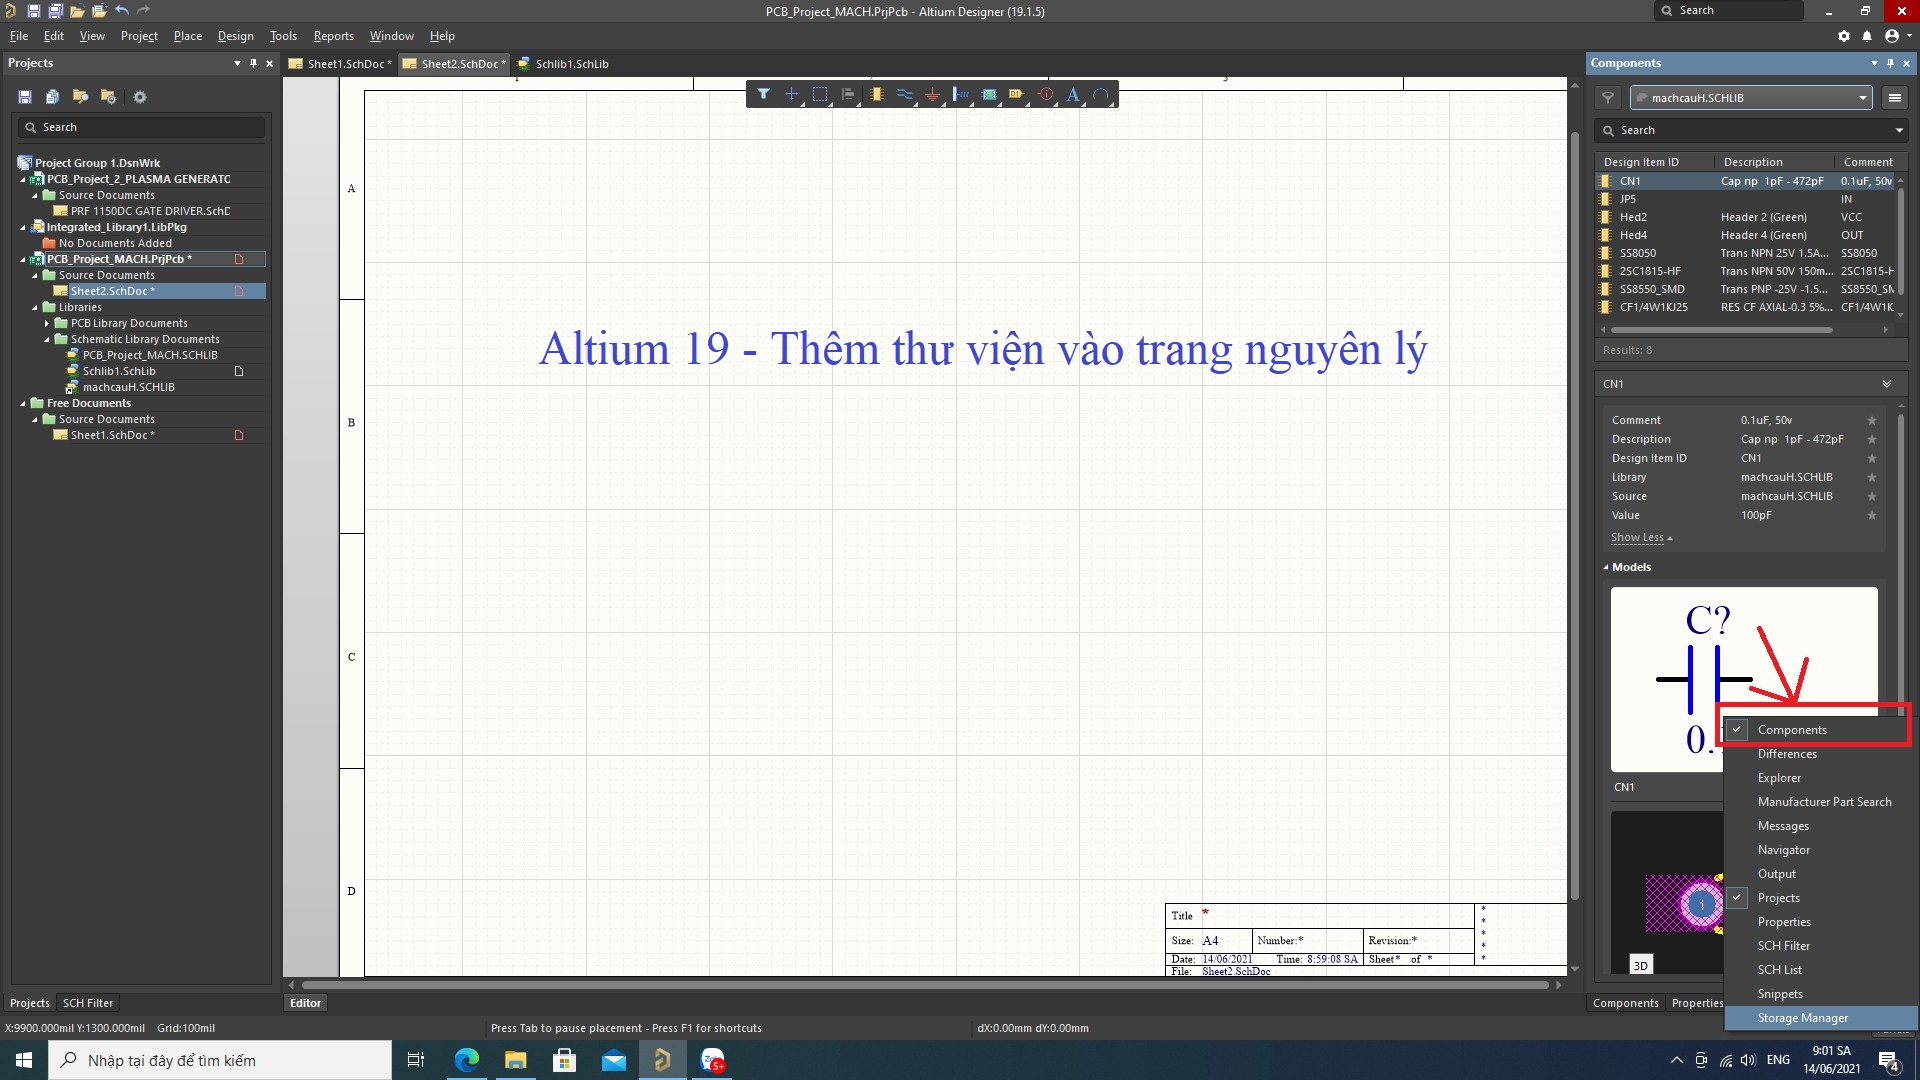 PCB_Project_MACH.PrjPcb - Altium Designer (19.1.5)
Search
File Edit View Project Place Design Tools Reports Window Help
Projects
Search
Project Group 1.DsnWrk
PCB_Project_2_PLASMA GENERATO
Source Documents
PRF 1150DC GATE DRIVER.SchD
Integrated_Library1.LibPkg
No Documents Added
PCB_Project_MACH.PrjPcb *
Source Documents
Sheet2.SchDoc *
Libraries
PCB Library Documents
Schematic Library Documents
PCB_Project_MACH.SCHLIB
Schlib1.SchLib
machcauH.SCHLIB
Free Documents
Source Documents
Sheet1.SchDoc *
Projects SCH Filter
Sheet1.SchDoc * Sheet2.SchDoc * Schlib1.SchLib
A
B
C
D
Altium 19 - Thêm thư viện vào trang nguyên lý
Title *
Size: A4 Number:* Revision:*
Date: 14/06/2021 Time: 8:59:08 SA Sheet* of *
File: Sheet2.SchDoc
*
*
*
*
*
Editor
Components
machcauH.SCHLIB
Search
Design Item ID Description Comment
CN1 Cap np 1pF - 472pF 0.1uF, 50v
JP5 IN
Hed2 Header 2 (Green) VCC
Hed4 Header 4 (Green) OUT
SS8050 Trans NPN 25V 1.5A... SS8050
2SC1815-HF Trans NPN 50V 150m... 2SC1815-H
SS8550_SMD Trans PNP -25V -1.5... SS8550_SM
CF1/4W1KJ25 RES CF AXIAL-0.3 5%... CF1/4W1KJ
Results: 8
CN1
Comment 0.1uF, 50v
Description Cap np 1pF - 472pF
Design Item ID CN1
Library machcauH.SCHLIB
Source machcauH.SCHLIB
Value 100pF
Show Less
Models
C?
0.
CN1
1
3D
Components
Differences
Explorer
Manufacturer Part Search
Messages
Navigator
Output
Projects
Properties
SCH Filter
SCH List
Snippets
Storage Manager
Components Properties
X:9900.000mil Y:1300.000mil Grid:100mil
Press Tab to pause placement - Press F1 for shortcuts
dX:0.00mm dY:0.00mm
Nhập tại đây để tìm kiếm
Zalo
5+
ENG
9:01 SA
14/06/2021
4